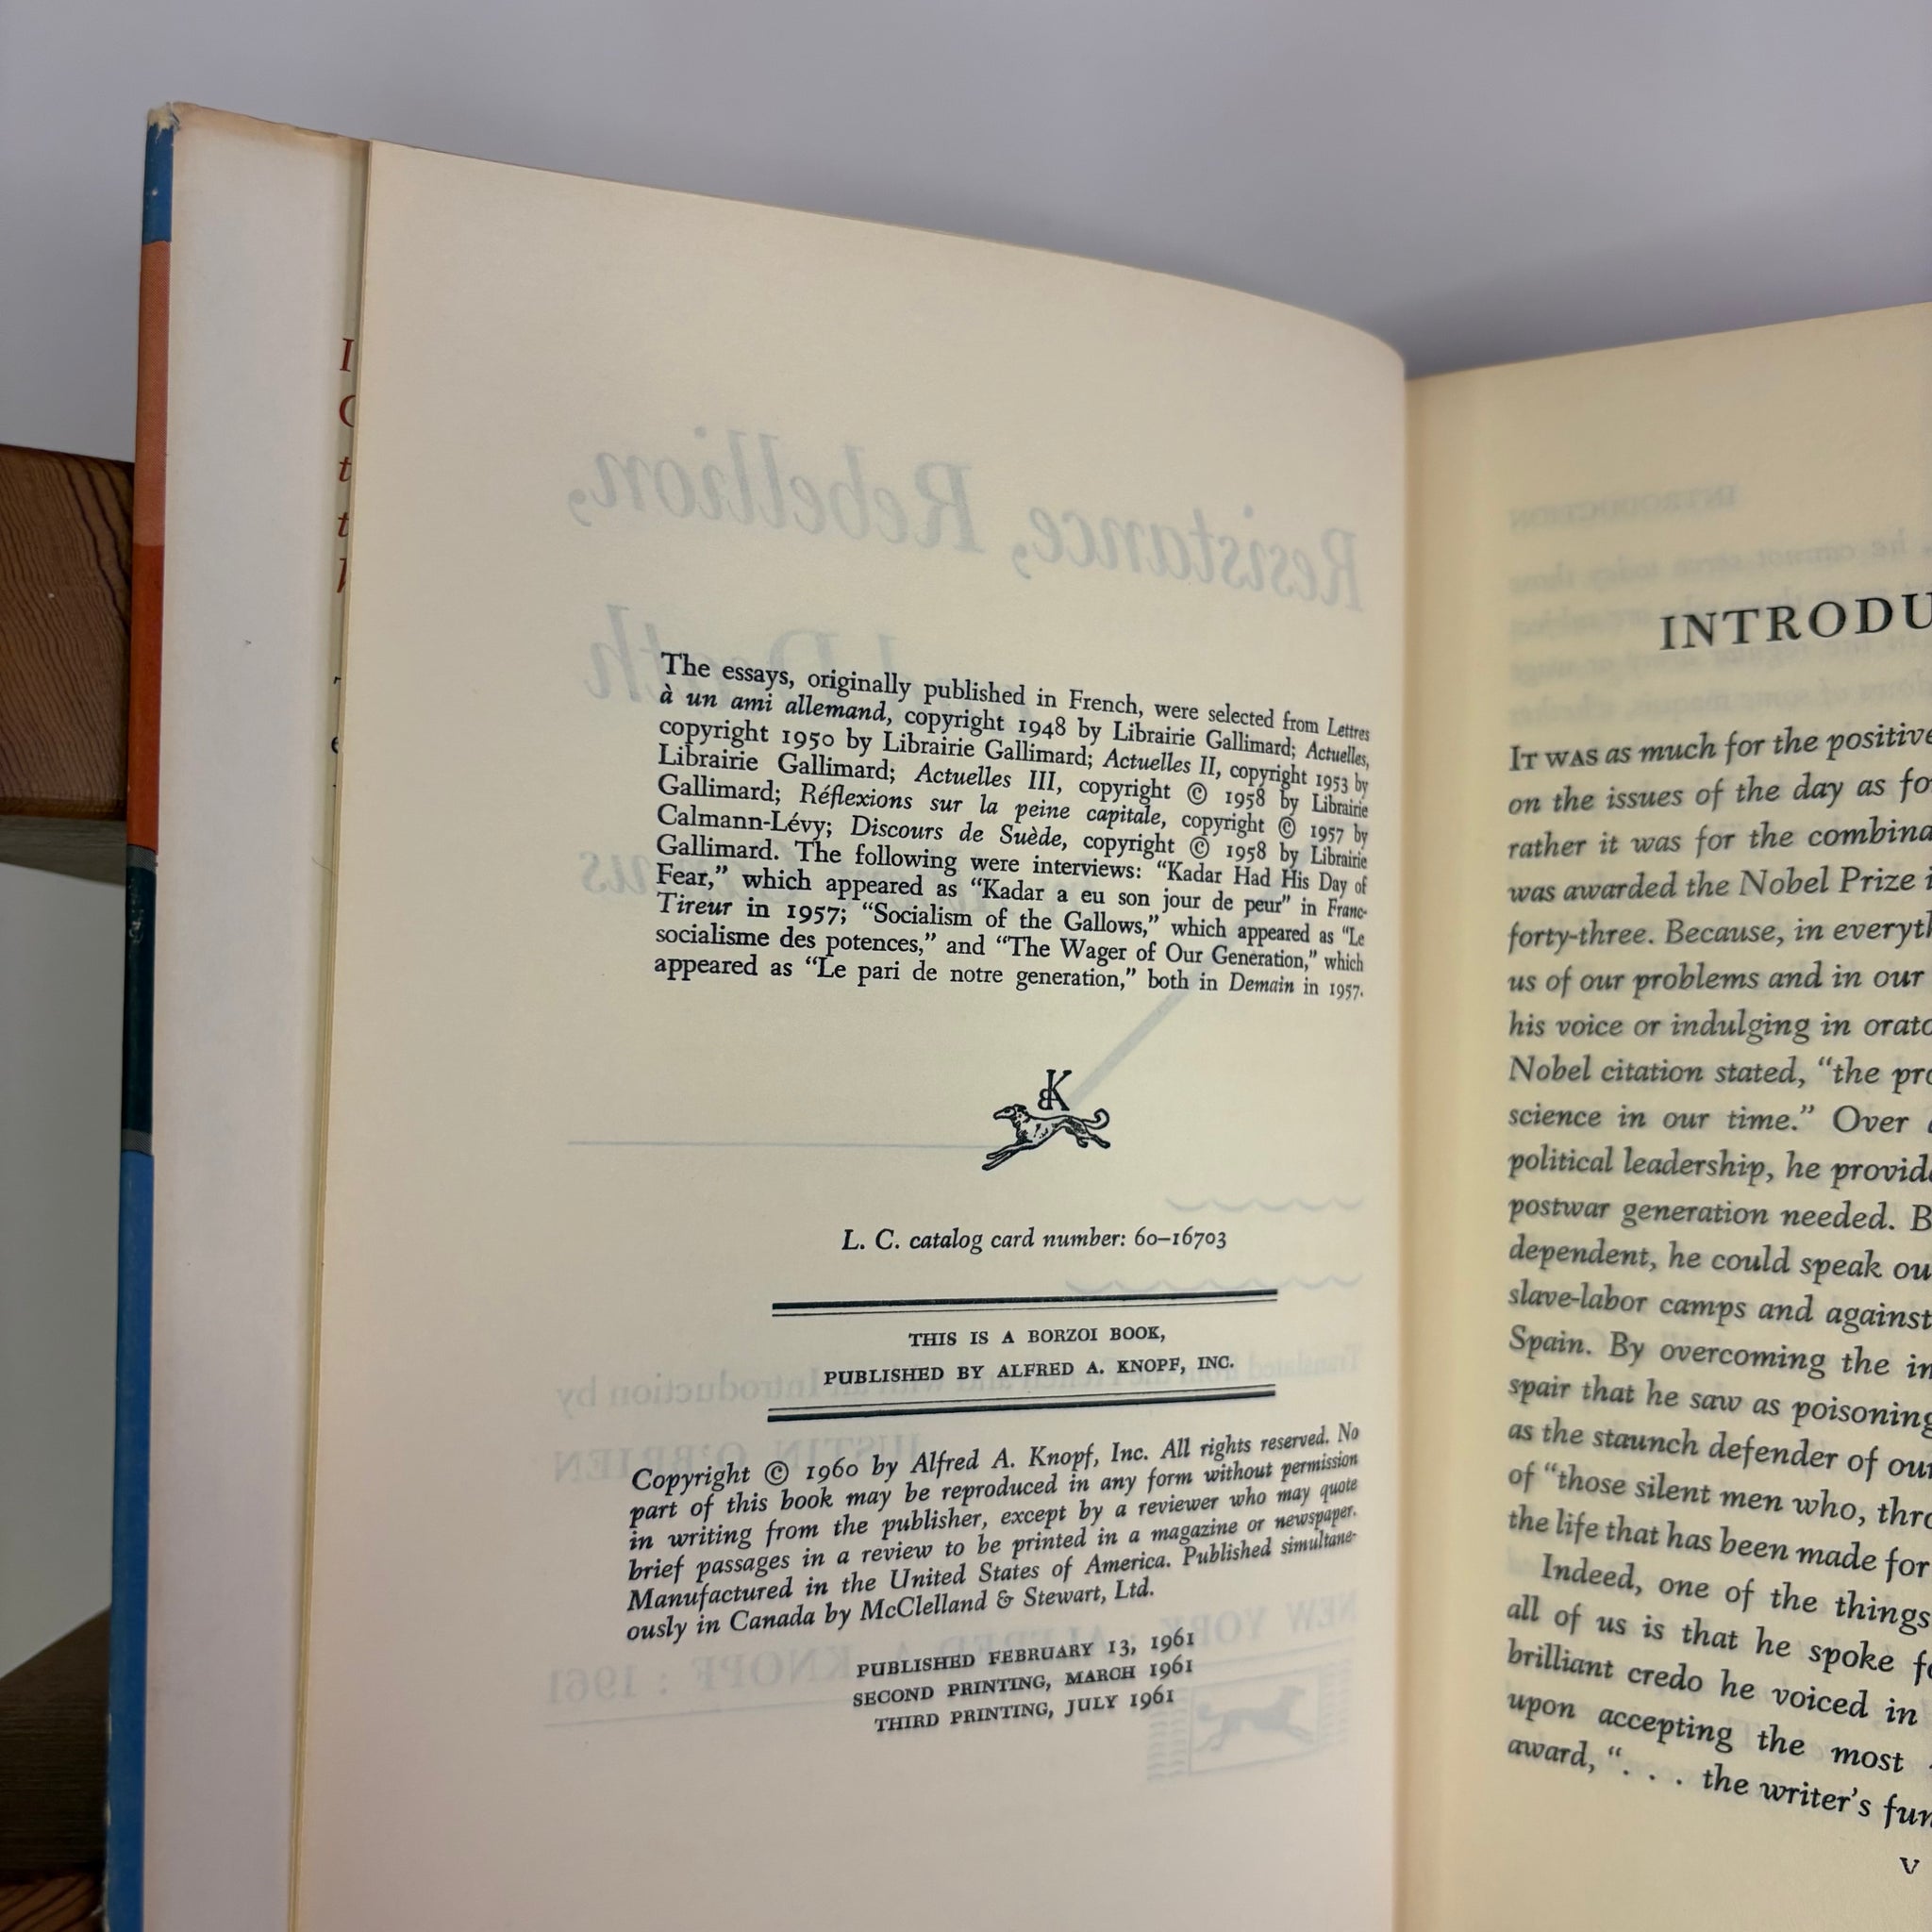 The essays, originally published in French, were selected from Lettres
à un ami allemand, copyright 1948 by Librairie Gallimard; Actuelles,
copyright 1950 by Librairie Gallimard; Actuelles II, copyright 1953 by
Librairie Gallimard; Actuelles III, copyright © 1958 by Librairie
Gallimard; Réflexions sur la peine capitale, copyright © 1957 by
Calmann-Lévy; Discours de Suède, copyright © 1958 by Librairie
Gallimard. The following were interviews: “Kadar Had His Day of
Fear,” which appeared as “Kadar a eu son jour de peur” in Franc-
Tireur in 1957; “Socialism of the Gallows,” which appeared as “Le
socialisme des potences,” and “The Wager of Our Generation,” which
appeared as “Le pari de notre generation,” both in Demain in 1957.
L. C. catalog card number: 60–16703
THIS IS A BORZOI BOOK,
PUBLISHED BY ALFRED A. KNOPF, INC.
Copyright © 1960 by Alfred A. Knopf, Inc. All rights reserved. No
part of this book may be reproduced in any form without permission
in writing from the publisher, except by a reviewer who may quote
brief passages in a review to be printed in a magazine or newspaper.
Manufactured in the United States of America. Published simultane-
ously in Canada by McClelland & Stewart, Ltd.
PUBLISHED FEBRUARY 13, 1961
SECOND PRINTING, MARCH 1961
THIRD PRINTING, JULY 1961
INTRODU
IT WAS as much for the positive
on the issues of the day as fo
rather it was for the combina
was awarded the Nobel Prize i
forty-three. Because, in everyth
us of our problems and in our
his voice or indulging in orato
Nobel citation stated, “the pro
science in our time.” Over
political leadership, he provid
postwar generation needed. B
dependent, he could speak ou
slave-labor camps and against
Spain. By overcoming the in
spair that he saw as poisoning
as the staunch defender of our
of “those silent men who, thro
the life that has been made for
Indeed, one of the things
all of us is that he spoke fo
brilliant credo he voiced in
upon accepting the most
award, “. . . the writer’s fun
v